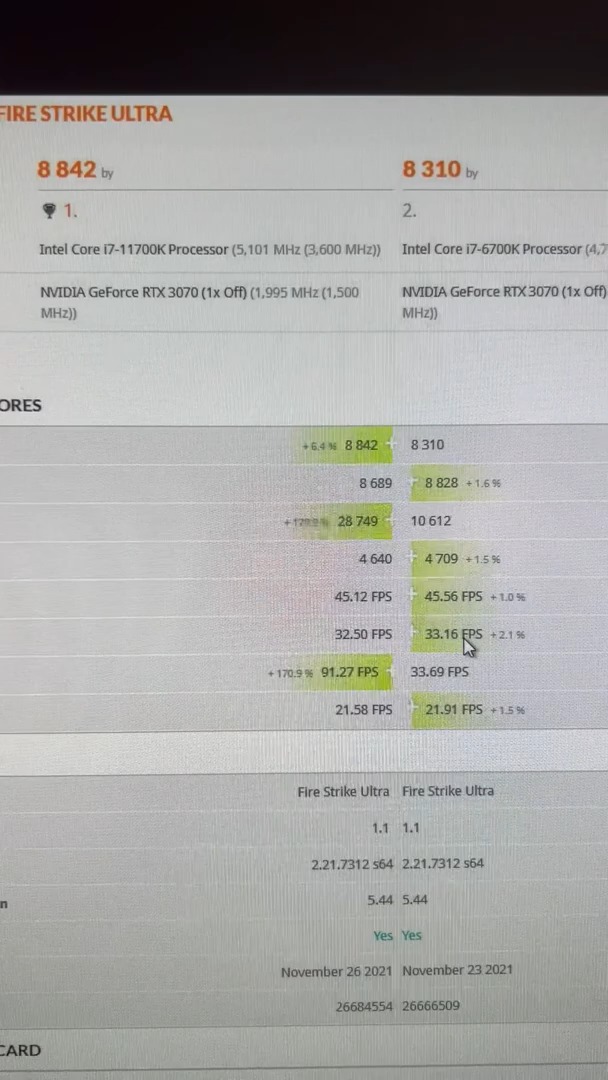 FIRE STRIKE ULTRA
8 842 by 8 310 by
1. 2.
Intel Core i7-11700K Processor (5,101 MHz (3,600 MHz)) Intel Core i7-6700K Processor (4,7
NVIDIA GeForce RTX 3070 (1x Off) (1,995 MHz (1,500 NVIDIA GeForce RTX 3070 (1x Off)
MHz)) MHz))
ORES
+6.4 % 8 842 8 310
8 689 8 828 +1.6 %
28 749 10 612
4 640 4 709 +1.5 %
45.12 FPS 45.56 FPS +1.0 %
32.50 FPS 33.16 FPS +2.1 %
+170.9 % 91.27 FPS 33.69 FPS
21.58 FPS 21.91 FPS +1.5 %
Fire Strike Ultra Fire Strike Ultra
1.1 1.1
2.21.7312 s64 2.21.7312 s64
n 5.44 5.44
Yes Yes
November 26 2021 November 23 2021
26684554 26666509
CARD